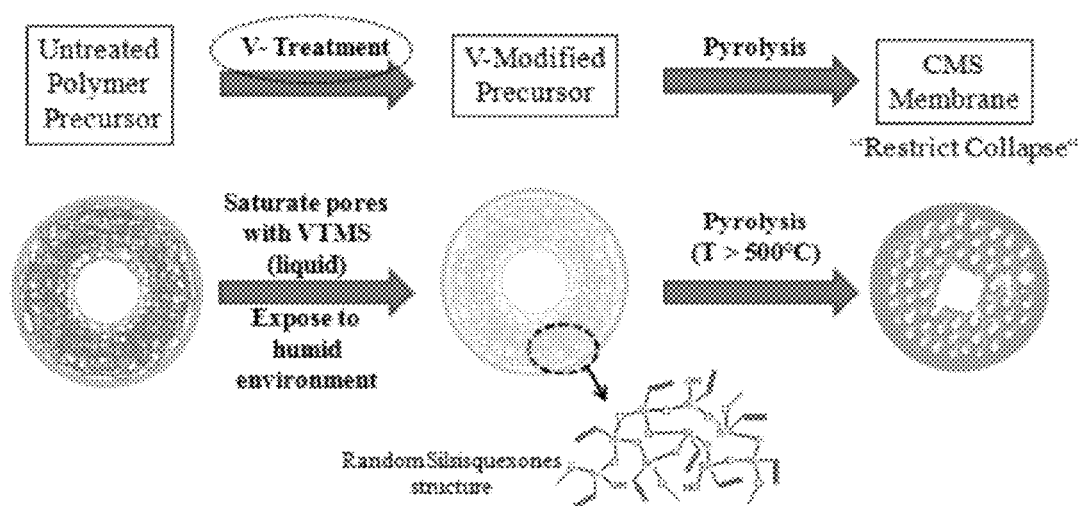 Untreated
Polymer
Precursor
V- Treatment
V-Modified
Precursor
Pyrolysis
CMS
Membrane
"Restrict Collapse"
Saturate pores
with VTMS
(liquid)
Expose to
humid
environment
Pyrolysis
(T > 500°C)
Random Silsisquexones
structure